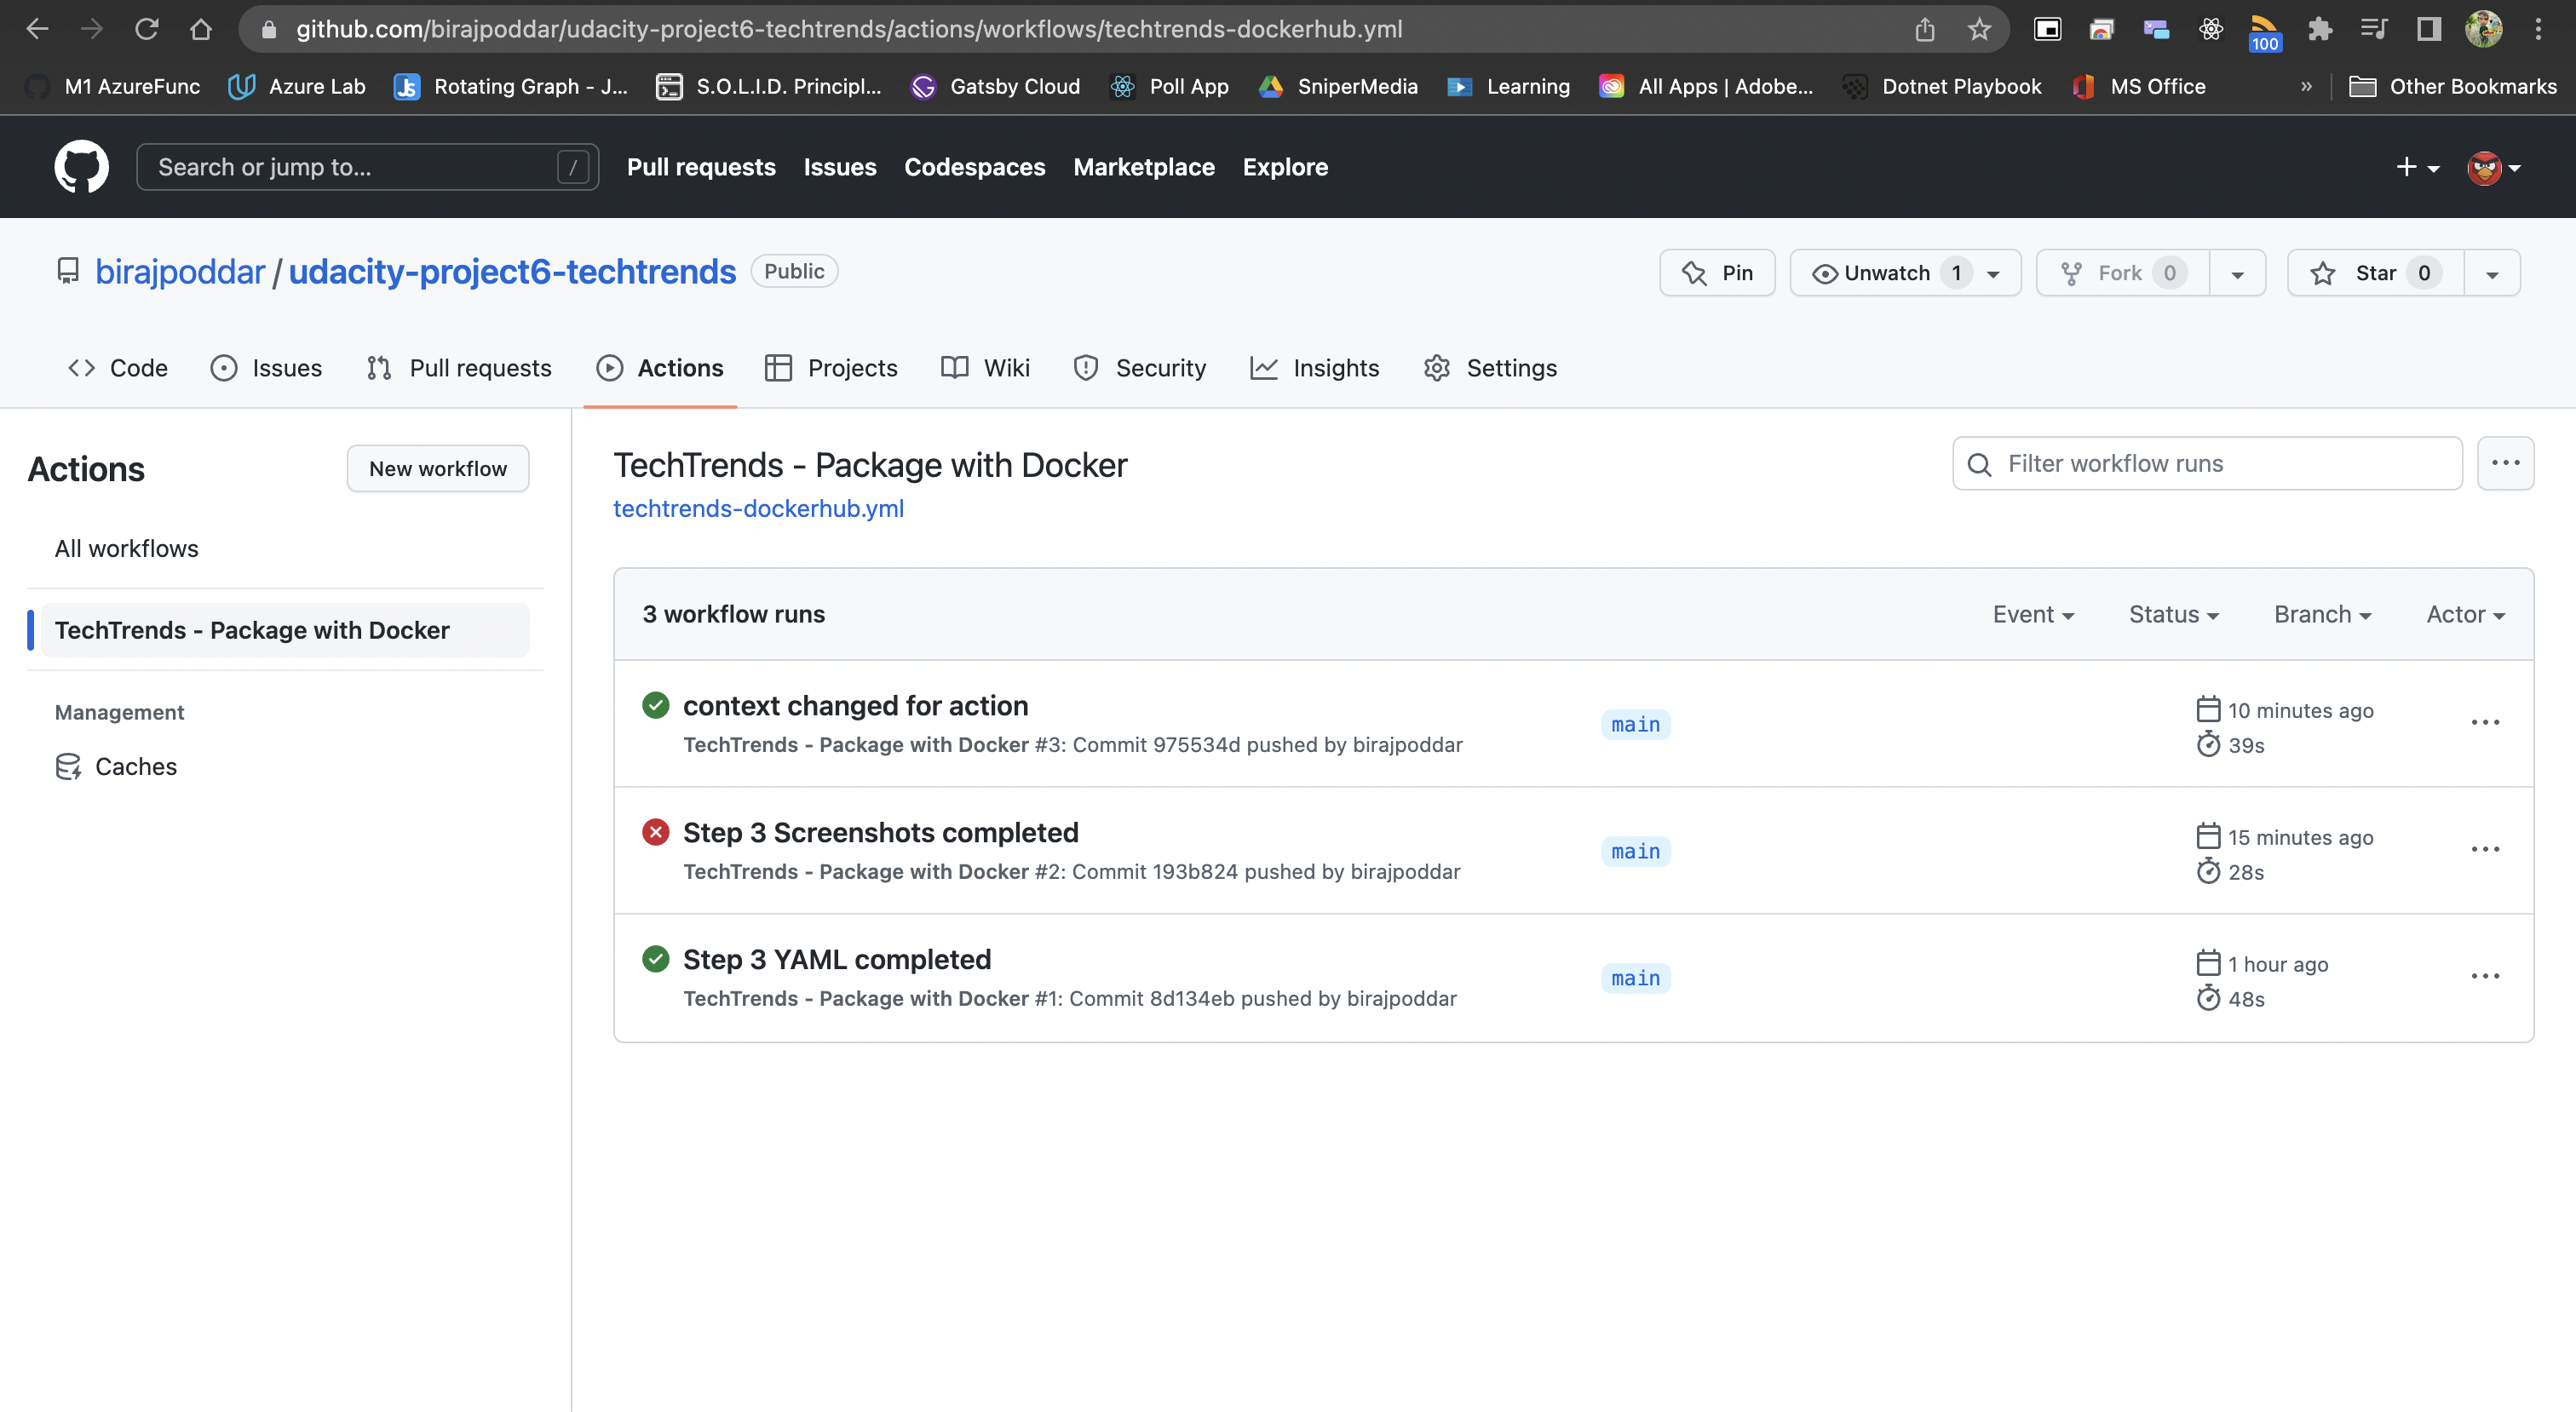 github.com/birajpoddar/udacity-project6-techtrends/actions/workflows/techtrends-dockerhub.yml
100
M1 AzureFunc
Azure Lab
JS
Rotating Graph - J...
S.O.L.I.D. Principl...
Gatsby Cloud
Poll App
SniperMedia
Learning
All Apps | Adobe...
Dotnet Playbook
MS Office
»
Other Bookmarks
Search or jump to... /
Pull requests
Issues
Codespaces
Marketplace
Explore
birajpoddar / udacity-project6-techtrends Public
Pin
Unwatch 1
Fork 0
Star 0
Code
Issues
Pull requests
Actions
Projects
Wiki
Security
Insights
Settings
Actions
New workflow
All workflows
TechTrends - Package with Docker
Management
Caches
TechTrends - Package with Docker
techtrends-dockerhub.yml
Filter workflow runs
3 workflow runs
Event
Status
Branch
Actor
context changed for action
TechTrends - Package with Docker #3: Commit 975534d pushed by birajpoddar
main
10 minutes ago
39s
Step 3 Screenshots completed
TechTrends - Package with Docker #2: Commit 193b824 pushed by birajpoddar
main
15 minutes ago
28s
Step 3 YAML completed
TechTrends - Package with Docker #1: Commit 8d134eb pushed by birajpoddar
main
1 hour ago
48s